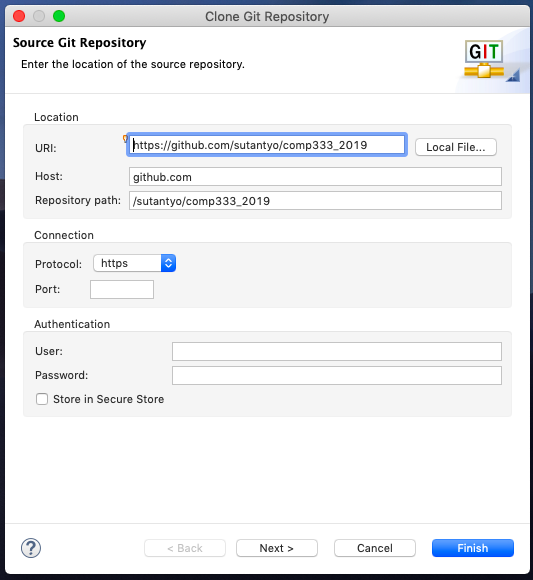 Clone Git Repository
Source Git Repository
Enter the location of the source repository.
GIT
Location
URI: https://github.com/sutantyo/comp333_2019 Local File...
Host: github.com
Repository path: /sutantyo/comp333_2019
Connection
Protocol: https
Port:
Authentication
User:
Password:
Store in Secure Store
? < Back Next > Cancel Finish